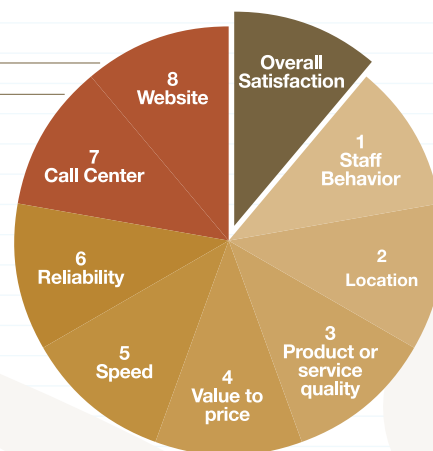 Overall
Satisfaction
1
Staff
Behavior
2
Location
3
Product or
service
quality
4
Value to
price
5
Speed
6
Reliability
7
Call Center
8
Website